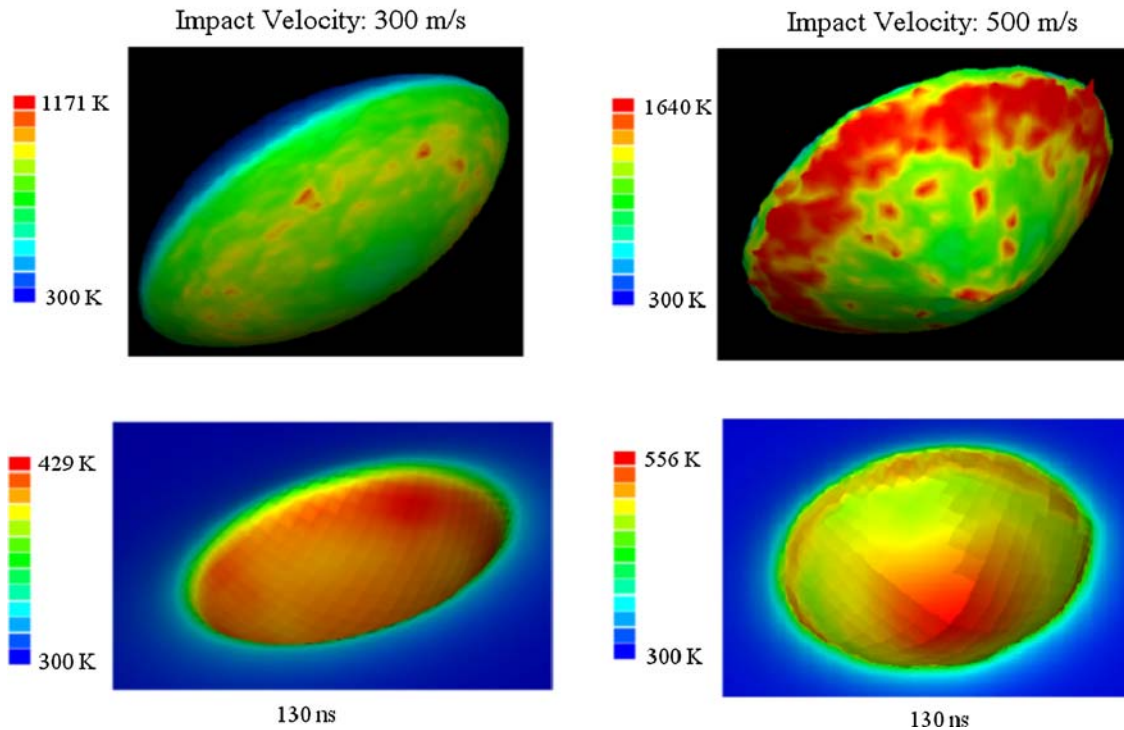 Impact Velocity: 300 m/s
Impact Velocity: 500 m/s
1171 K
300 K
1640 K
300 K
429 K
300 K
556 K
300 K
130 ns
130 ns